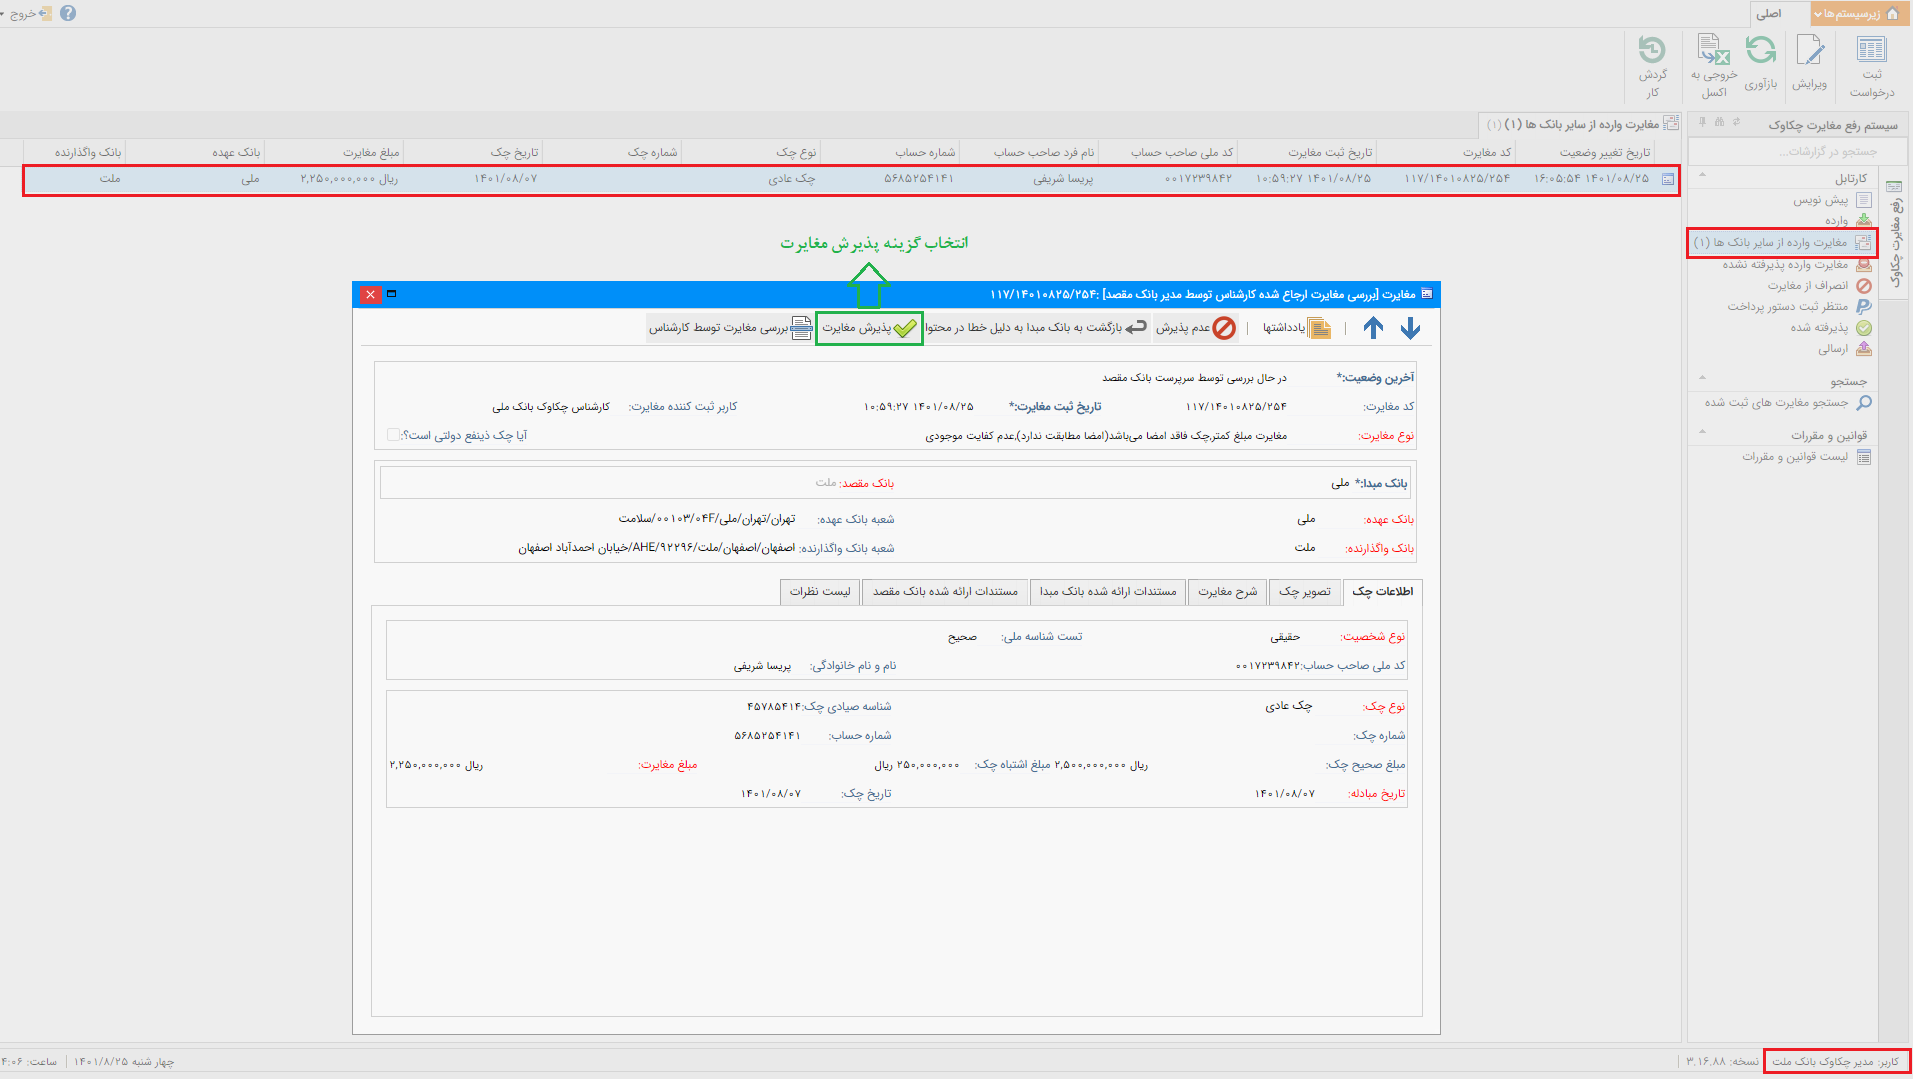 زیرسیستم‌ها
اصلی
خروج
ثبت درخواست
ویرایش
بازآوری
خروجی به اکسل
گردش کار
سیستم رفع مغایرت چکاوک
جستجو در گزارشات...
رفع مغایرت چکاوک
کارتابل
پیش نویس
وارده
مغایرت وارده از سایر بانک ها (۱)
مغایرت وارده پذیرفته نشده
انصراف از مغایرت
منتظر ثبت دستور پرداخت
پذیرفته شده
ارسالی
جستجو
جستجو مغایرت های ثبت شده
قوانین و مقررات
لیست قوانین و مقررات
مغایرت وارده از سایر بانک ها (۱) (۱)
تاریخ تغییر وضعیت کد مغایرت تاریخ ثبت مغایرت کد ملی صاحب حساب نام فرد صاحب حساب شماره حساب نوع چک شماره چک تاریخ چک مبلغ مغایرت بانک عهده بانک واگذارنده
۱۴۰۱/۰۸/۲۵ ۱۶:۰۵:۵۴ ۱۱۷/۱۴۰۱۰۸۲۵/۲۵۴ ۱۴۰۱/۰۸/۲۵ ۱۰:۵۹:۲۷ ۰۰۱۷۲۳۹۸۴۲ پریسا شریفی ۵۶۸۵۲۵۴۱۴۱ چک عادی ۱۴۰۱/۰۸/۰۷ ۲,۲۵۰,۰۰۰,۰۰۰ ریال ملی ملت
انتخاب گزینه پذیرش مغایرت
مغایرت [بررسی مغایرت ارجاع شده کارشناس توسط مدیر بانک مقصد] :۱۱۷/۱۴۰۱۰۸۲۵/۲۵۴
یادداشتها | عدم پذیرش بازگشت به بانک مبدا به دلیل خطا در محتوا پذیرش مغایرت بررسی مغایرت توسط کارشناس
آخرین وضعیت:* در حال بررسی توسط سرپرست بانک مقصد
کد مغایرت: ۱۱۷/۱۴۰۱۰۸۲۵/۲۵۴ تاریخ ثبت مغایرت:* ۱۴۰۱/۰۸/۲۵ ۱۰:۵۹:۲۷ کاربر ثبت کننده مغایرت: کارشناس چکاوک بانک ملی
نوع مغایرت: مغایرت مبلغ کمتر,چک فاقد امضا می‌باشد(امضا مطابقت ندارد),عدم کفایت موجودی آیا چک ذینفع دولتی است؟:
بانک مبدا:* ملی بانک مقصد: ملت
بانک عهده: ملی شعبه بانک عهده: تهران/تهران/ملی/۰۰۱۰۳/۰۴F/سلامت
بانک واگذارنده: ملت شعبه بانک واگذارنده: اصفهان/اصفهان/ملت/AHE/۹۲۲۹۶/خیابان احمدآباد اصفهان
اطلاعات چک تصویر چک شرح مغایرت مستندات ارائه شده بانک مبدا مستندات ارائه شده بانک مقصد لیست نظرات
نوع شخصیت: حقیقی تست شناسه ملی: صحیح
کد ملی صاحب حساب: ۰۰۱۷۲۳۹۸۴۲ نام و نام خانوادگی: پریسا شریفی
نوع چک: چک عادی شناسه صیادی چک: ۴۵۷۸۵۴۱۴
شماره چک: شماره حساب: ۵۶۸۵۲۵۴۱۴۱
مبلغ صحیح چک: ۲,۵۰۰,۰۰۰,۰۰۰ ریال مبلغ اشتباه چک: ۲۵۰,۰۰۰,۰۰۰ ریال مبلغ مغایرت: ۲,۲۵۰,۰۰۰,۰۰۰ ریال
تاریخ مبادله: ۱۴۰۱/۰۸/۰۷ تاریخ چک: ۱۴۰۱/۰۸/۰۷
کاربر: مدیر چکاوک بانک ملت نسخه: ۳.۱۶.۸۸ چهار شنبه ۱۴۰۱/۸/۲۵ ساعت: ۴:۰۶